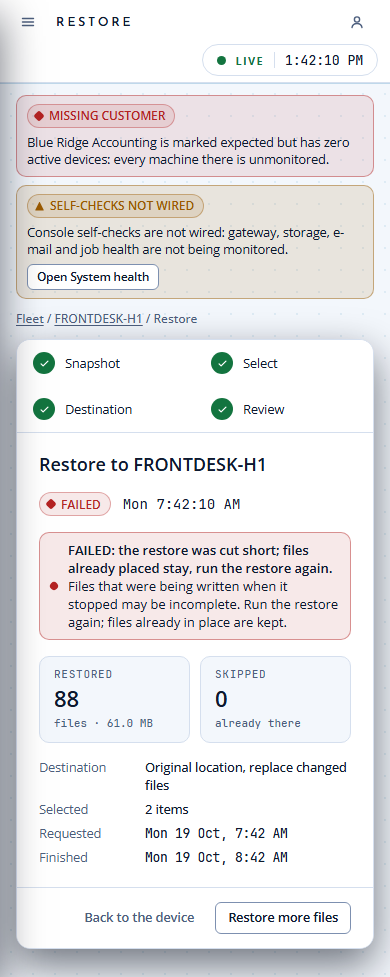 RESTORE
LIVE 1:42:10 PM
MISSING CUSTOMER
Blue Ridge Accounting is marked expected but has zero
active devices: every machine there is unmonitored.
SELF-CHECKS NOT WIRED
Console self-checks are not wired: gateway, storage, e-
mail and job health are not being monitored.
Open System health
Fleet / FRONTDESK-H1 / Restore
Snapshot
Select
Destination
Review
Restore to FRONTDESK-H1
FAILED Mon 7:42:10 AM
FAILED: the restore was cut short; files
already placed stay, run the restore again.
Files that were being written when it
stopped may be incomplete. Run the restore
again; files already in place are kept.
RESTORED
88
files · 61.0 MB
SKIPPED
0
already there
Destination Original location, replace changed
files
Selected 2 items
Requested Mon 19 Oct, 7:42 AM
Finished Mon 19 Oct, 8:42 AM
Back to the device
Restore more files